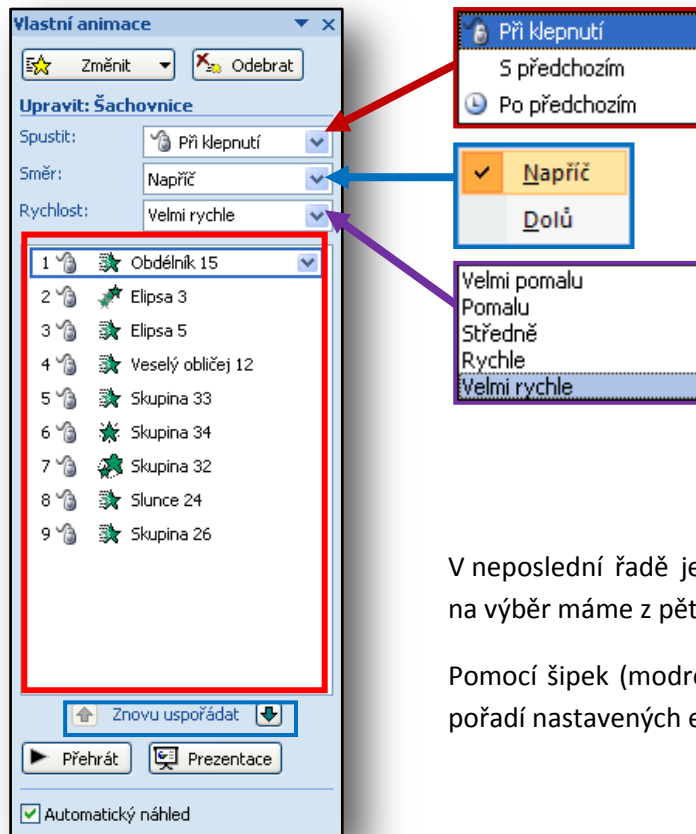 Vlastní animace
Změnit
Odebrat
Upravit: Šachovnice
Spustit:
Při klepnutí
Směr:
Napříč
Rychlost:
Velmi rychle
1 Obdélník 15
2 Elipsa 3
3 Elipsa 5
4 Veselý obličej 12
5 Skupina 33
6 Skupina 34
7 Skupina 32
8 Slunce 24
9 Skupina 26
Znovu uspořádat
Přehrát
Prezentace
Automatický náhled
Při klepnutí
S předchozím
Po předchozím
Napříč
Dolů
Velmi pomalu
Pomalu
Středně
Rychle
Velmi rychle
V neposlední řadě je
na výběr máme z pět
Pomocí šipek (modr
pořadí nastavených e